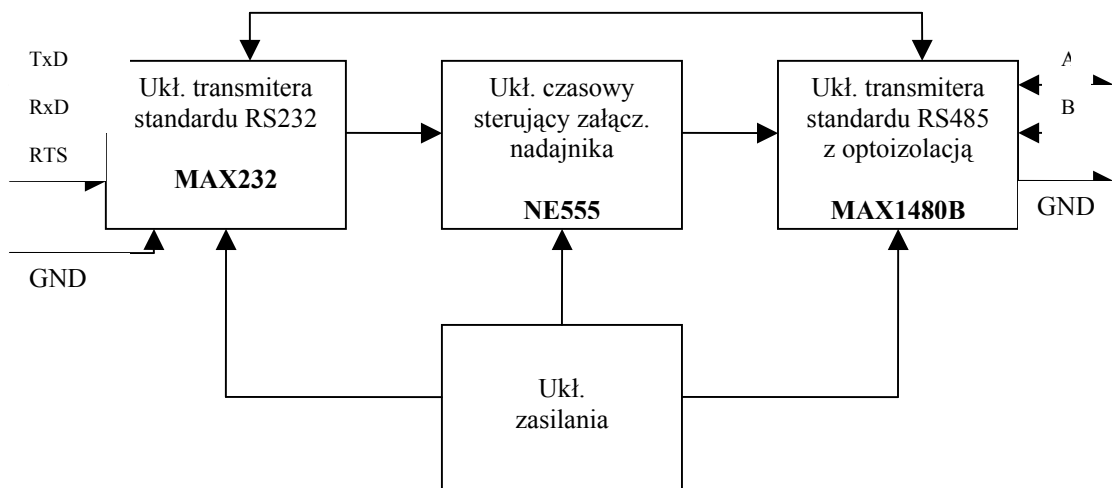 TxD
RxD
RTS
GND
Ukł. transmitera
standardu RS232
MAX232
Ukł. czasowy
sterujący załącz.
nadajnika
NE555
Ukł. transmitera
standardu RS485
z optoizolacją
MAX1480B
A
B
GND
Ukł.
zasilania